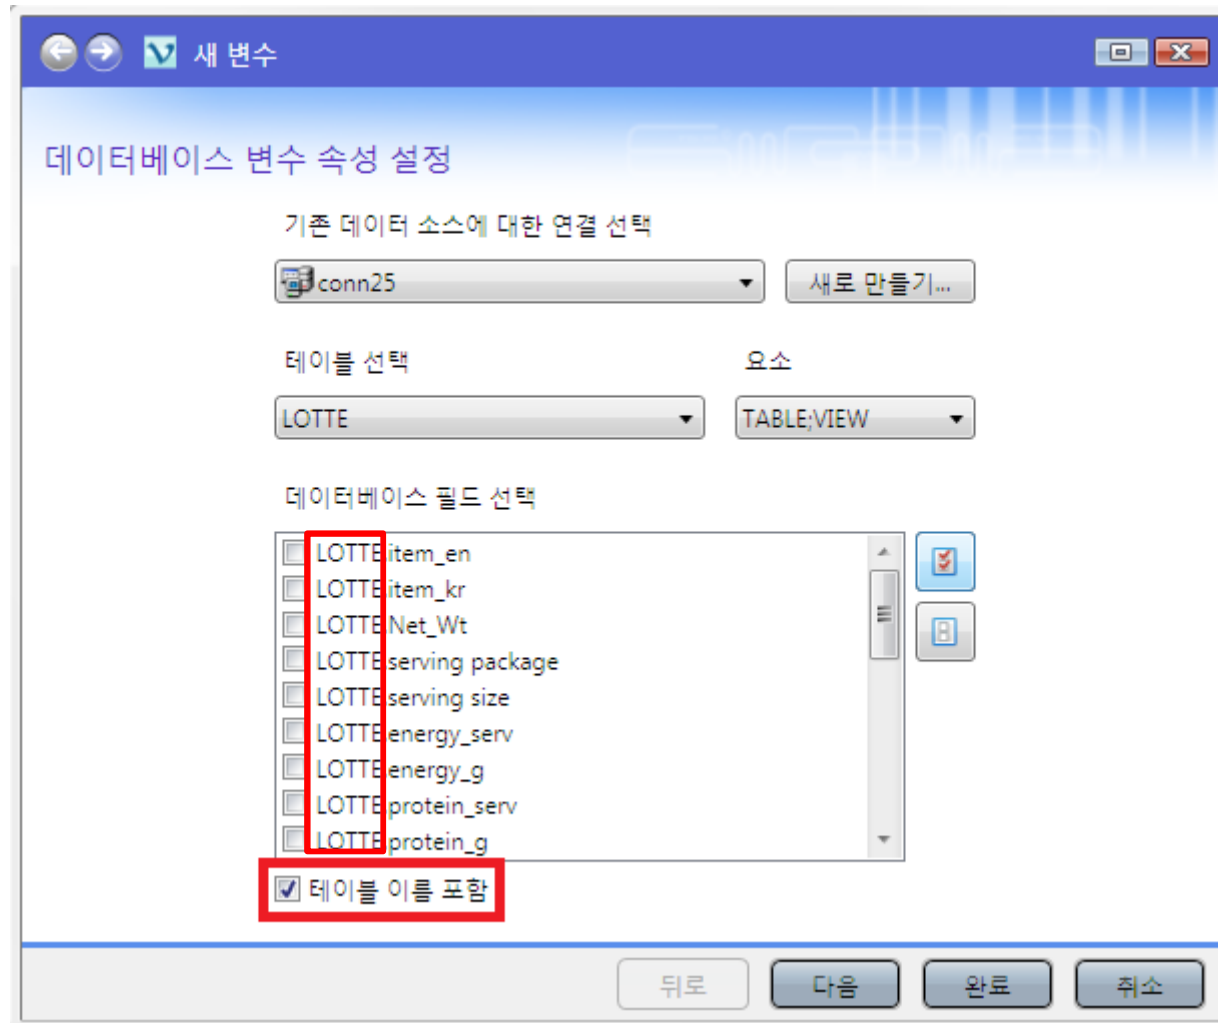 새 변수
데이터베이스 변수 속성 설정
기존 데이터 소스에 대한 연결 선택
conn25 새로 만들기...
테이블 선택 요소
LOTTE TABLE;VIEW
데이터베이스 필드 선택
LOTTE item_en
LOTTE item_kr
LOTTE Net_Wt
LOTTE serving package
LOTTE serving size
LOTTE energy_serv
LOTTE energy_g
LOTTE protein_serv
LOTTE protein_g
테이블 이름 포함
뒤로 다음 완료 취소